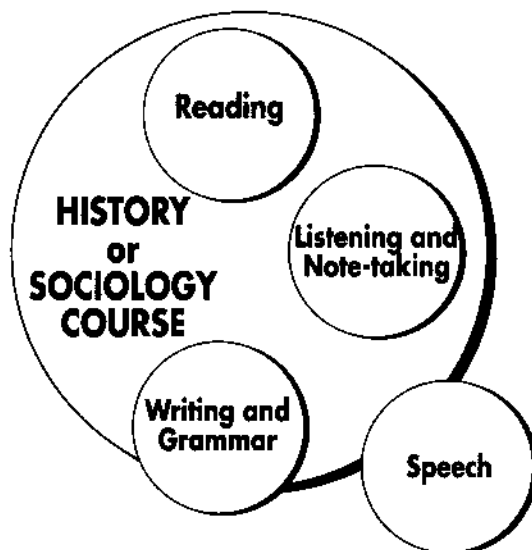 Reading
HISTORY
or
SOCIOLOGY
COURSE
Listening and
Note-taking
Writing and
Grammar
Speech